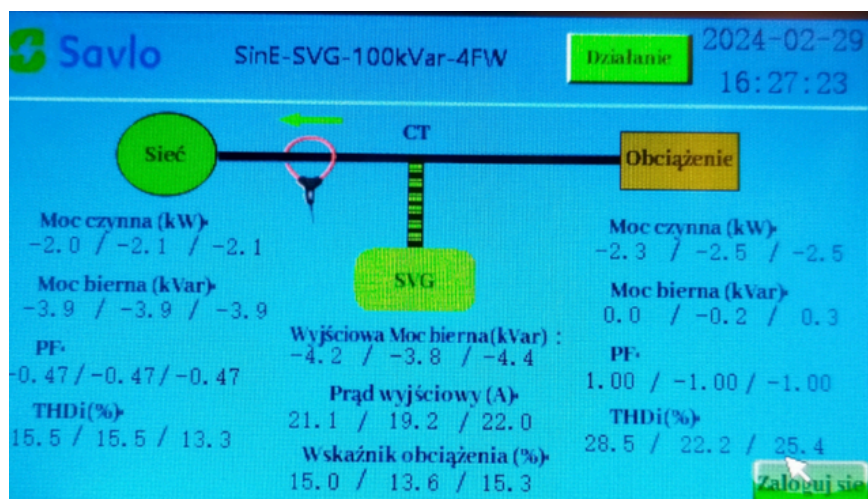 Savlo
SinE-SVG-100kVar-4FW
Działanie
2024-02-29
16:27:23
CT
Sieć
Obciążenie
SVG
Moc czynna (kW):
-2.0 / -2.1 / -2.1
Moc bierna (kVar):
-3.9 / -3.9 / -3.9
PF:
-0.47/-0.47/-0.47
THDi(%):
15.5 / 15.5 / 13.3
Wyjściowa Moc bierna(kVar) :
-4.2 / -3.8 / -4.4
Prąd wyjściowy (A):
21.1 / 19.2 / 22.0
Wskaźnik obciążenia (%):
15.0 / 13.6 / 15.3
Moc czynna (kW):
-2.3 / -2.5 / -2.5
Moc bierna (kVar):
0.0 / -0.2 / 0.3
PF:
1.00 / -1.00 / -1.00
THDi(%):
28.5 / 22.2 / 25.4
Zaloguj sie